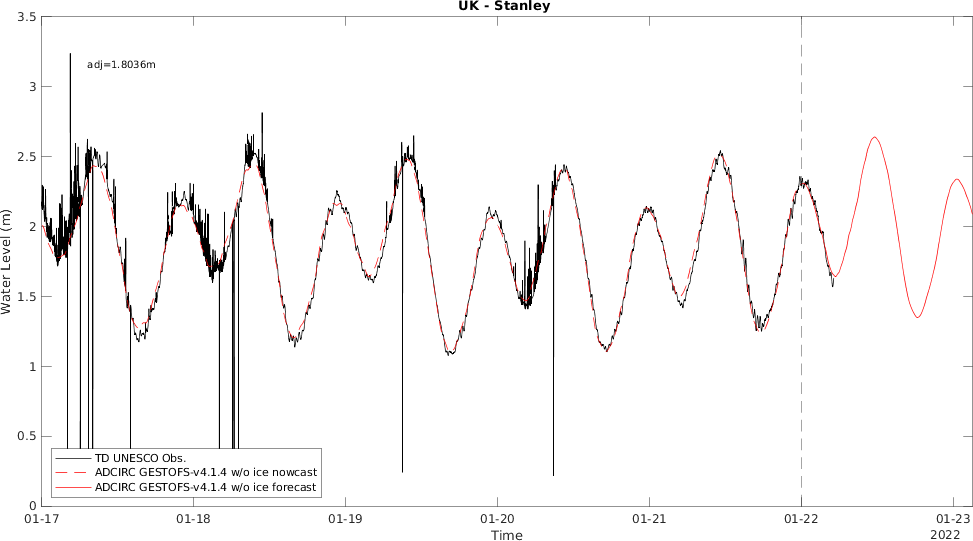 UK - Stanley
3.5
adj=1.8036m
3
2.5
2
1.5
1
0.5
0
Water Level (m)
TD UNESCO Obs.
ADCIRC GESTOFS-v4.1.4 w/o ice nowcast
ADCIRC GESTOFS-v4.1.4 w/o ice forecast
01-17 01-18 01-19 01-20 01-21 01-22 01-23
Time
2022